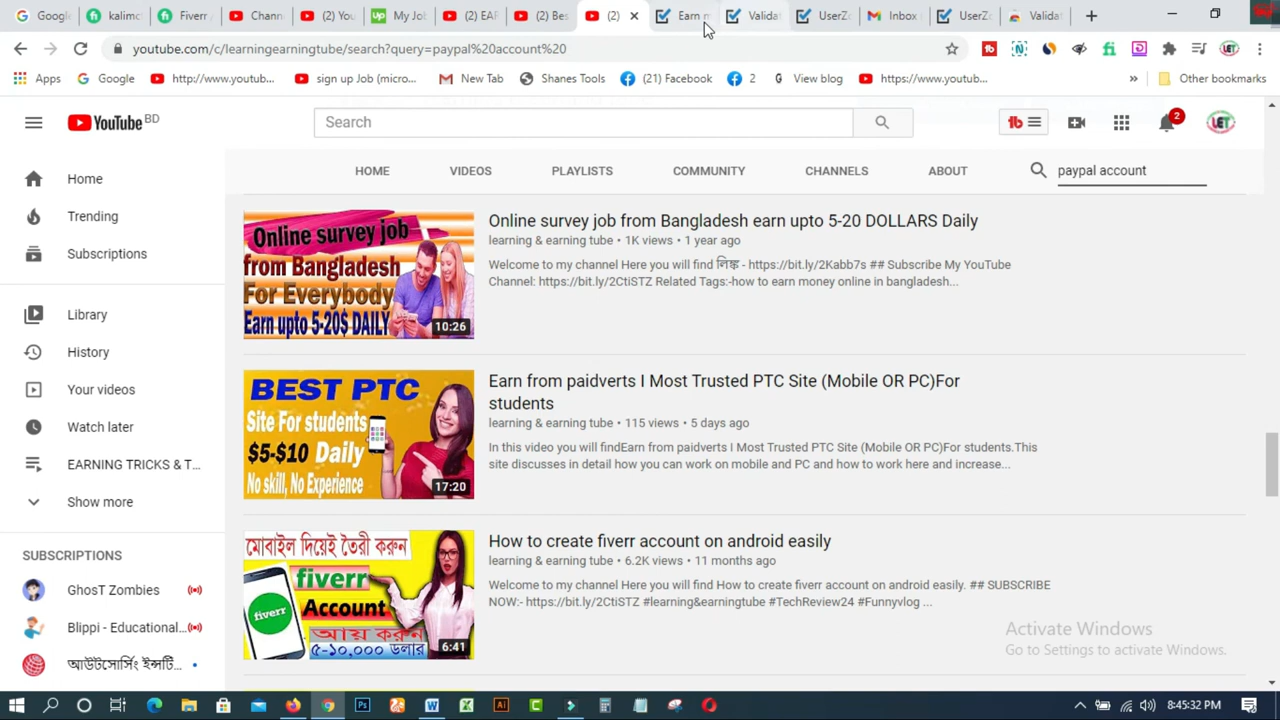 Google
kalimc
Fiverr
Chann
(2) You
My Jo
(2) EAR
(2) Bes
(2)
Earn m
Valida
UserZo
Inbox
UserZo
Valida
youtube.com/c/learningearningtube/search?query=paypal%20account%20
Apps
Google
http://www.youtub...
sign up Job (micro...
New Tab
Shanes Tools
(21) Facebook
2
View blog
https://www.youtub...
»
Other bookmarks
YouTube BD
Search
2
LET
HOME
VIDEOS
PLAYLISTS
COMMUNITY
CHANNELS
ABOUT
paypal account
Home
Trending
Subscriptions
Library
History
Your videos
Watch later
EARNING TRICKS & T...
Show more
SUBSCRIPTIONS
GhosT Zombies
Blippi - Educational...
আউটসোর্সিং ইন্সটি...
Online survey job
from Bangladesh
For Everybody
Earn upto 5-20$ DAILY
10:26
Online survey job from Bangladesh earn upto 5-20 DOLLARS Daily
learning & earning tube • 1K views • 1 year ago
Welcome to my channel Here you will find লিঙ্ক - https://bit.ly/2Kabb7s ## Subscribe My YouTube
Channel: https://bit.ly/2CtiSTZ Related Tags:-how to earn money online in bangladesh...
BEST PTC
Site For students
$5-$10 Daily
No skill, No Experience
17:20
Earn from paidverts I Most Trusted PTC Site (Mobile OR PC)For
students
learning & earning tube • 115 views • 5 days ago
In this video you will findEarn from paidverts I Most Trusted PTC Site (Mobile OR PC)For students.This
site discusses in detail how you can work on mobile and PC and how to work here and increase...
মোবাইল দিয়েই তৈরী করুন
fiverr
Account
fiverr
আয় করুন
৫-১০,০০০ ডলার
6:41
How to create fiverr account on android easily
learning & earning tube • 6.2K views • 11 months ago
Welcome to my channel Here you will find How to create fiverr account on android easily. ## SUBSCRIBE
NOW:- https://bit.ly/2CtiSTZ #learning&earningtube #TechReview24 #Funnyvlog ...
Activate Windows
Go to Settings to activate Windows.
8:45:32 PM